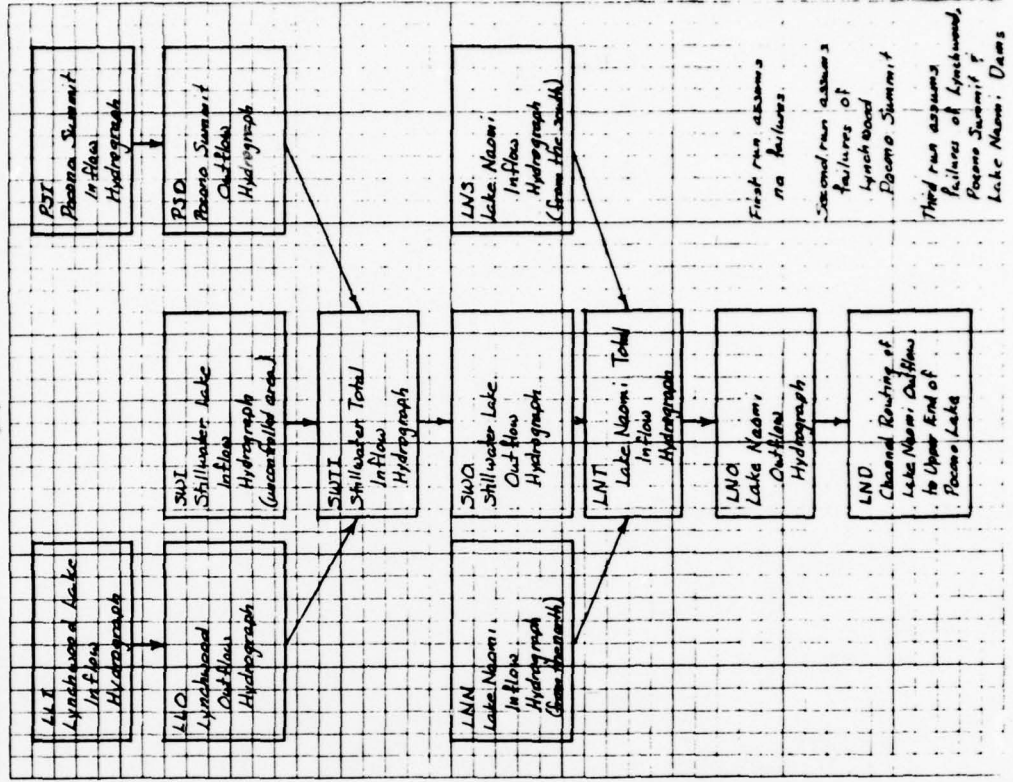 LLI
Lynchwood Lake
Inflow
Hydrograph
PSI
Pocono Summit
Inflow
Hydrograph
LLO
Lynchwood
Outflow
Hydrograph
SWI
Stillwater Lake
Inflow
Hydrograph
(uncontrolled area)
PSO
Pocono Summit
Outflow
Hydrograph
SWTI
Stillwater Total
Inflow
Hydrograph
LNN
Lake Naomi
Inflow
Hydrograph
(from the north)
SWO
Stillwater Lake
Outflow
Hydrograph
LNS
Lake Naomi
Inflow
Hydrograph
(from the south)
LNT
Lake Naomi Total
Inflow
Hydrograph
LNO
Lake Naomi
Outflow
Hydrograph
LND
Channel Routing of
Lake Naomi Outflow
to Upper End of
Pocono Lake
First run assumes
no failures
Second run assumes
failures of
Lynchwood
Pocono Summit
Third run assumes
failures of Lynchwood,
Pocono Summit &
Lake Naomi Dams